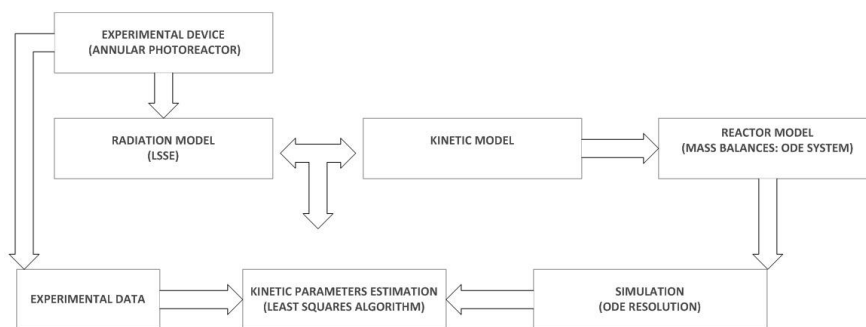 EXPERIMENTAL DEVICE
(ANNULAR PHOTOREACTOR)
RADIATION MODEL
(LSSE)
KINETIC MODEL
REACTOR MODEL
(MASS BALANCES: ODE SYSTEM)
EXPERIMENTAL DATA
KINETIC PARAMETERS ESTIMATION
(LEAST SQUARES ALGORITHM)
SIMULATION
(ODE RESOLUTION)